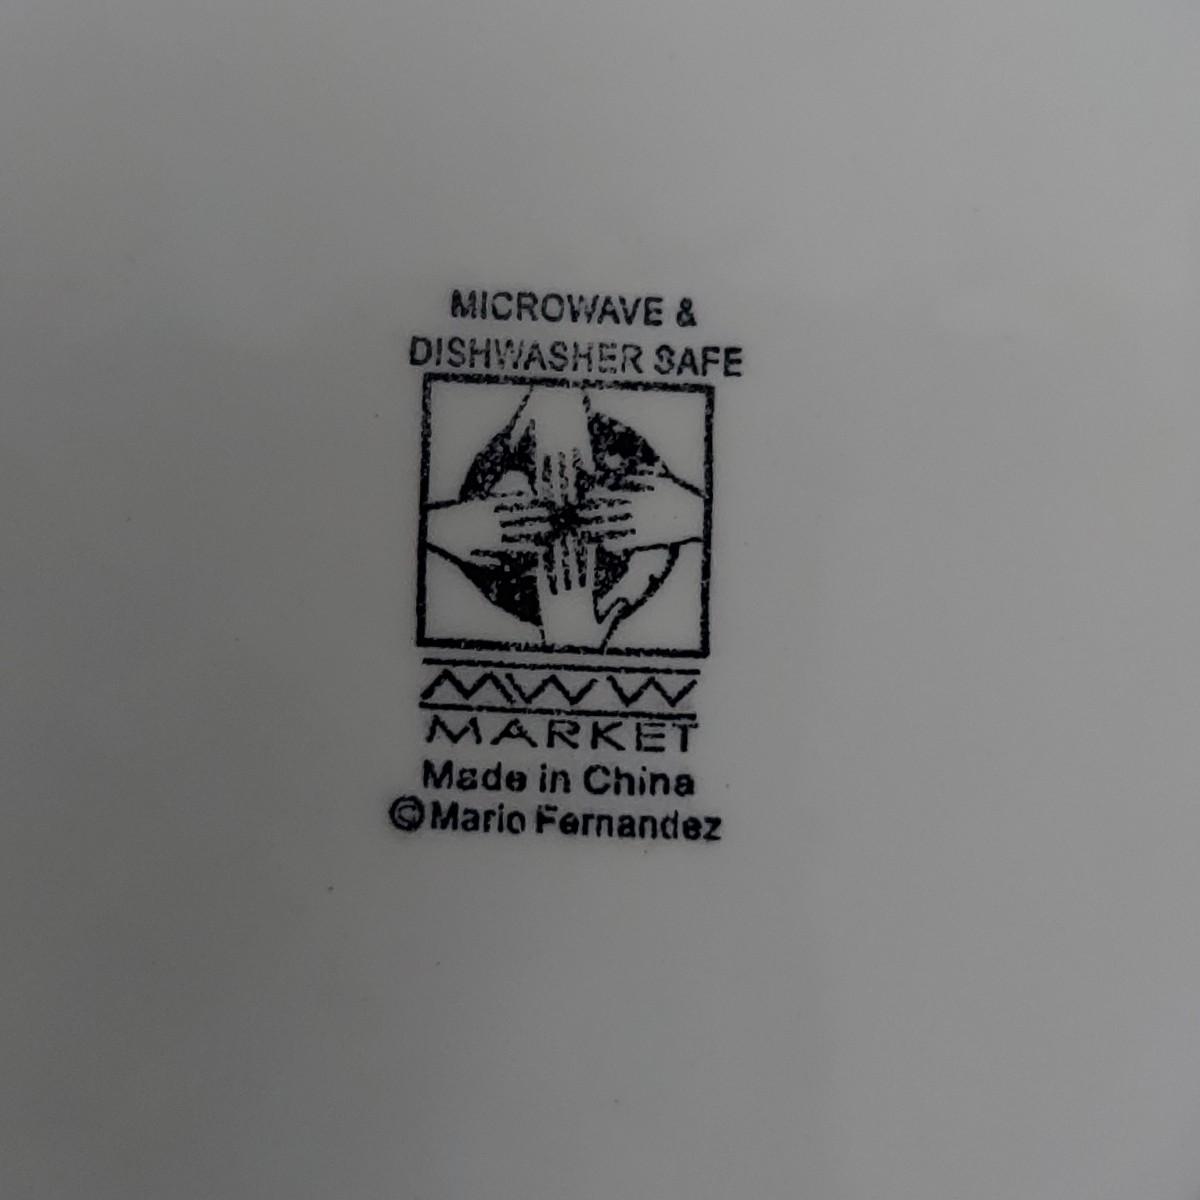 MICROWAVE &
DISHWASHER SAFE
MWW
MARKET
Made in China
©Mario Fernandez